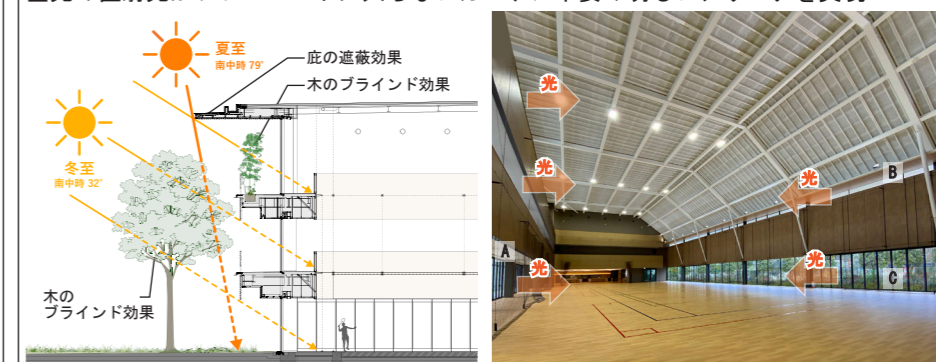 夏至
南中時 79°
庇の遮蔽効果
木のブラインド効果
冬至
南中時 32°
木の
ブラインド効果
光
光
光
光
光
A
B
C